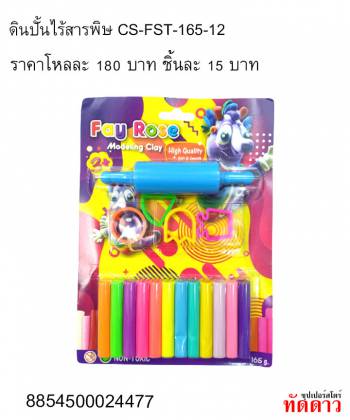 ดินปั้นไร้สารพิษ CS-FST-165-12
ราคาโหลละ 180 บาท ชิ้นละ 15 บาท
Fay Rose
Modeling Clay
High Quality
Soft & Smooth
2+
NON-TOXIC
165 g.
ซุปเปอร์สโตร์
ทัดดาว
8854500024477